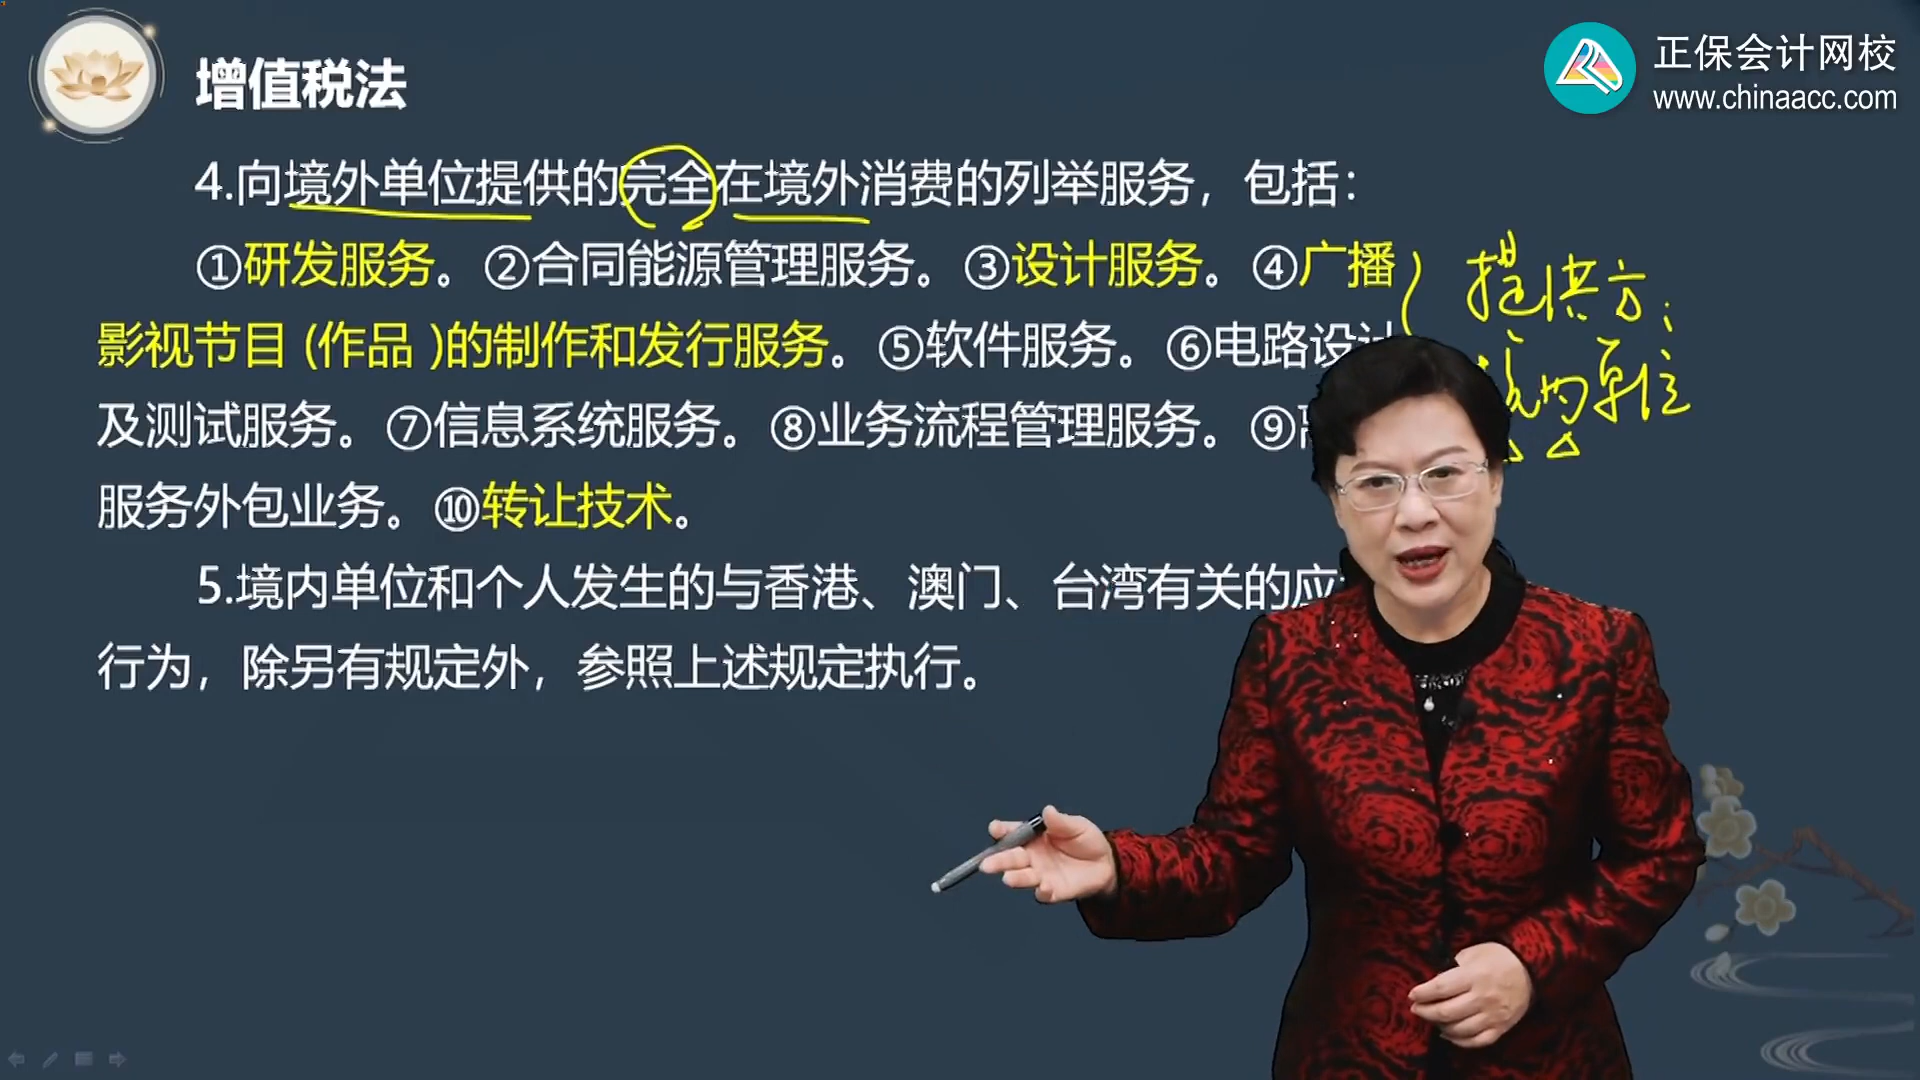 增值税法
正保会计网校
www.chinaacc.com
4.向境外单位提供的完全在境外消费的列举服务，包括：
①研发服务。②合同能源管理服务。③设计服务。④广播
影视节目 (作品 )的制作和发行服务。⑤软件服务。⑥电路设计
及测试服务。⑦信息系统服务。⑧业务流程管理服务。⑨
服务外包业务。⑩转让技术。
5.境内单位和个人发生的与香港、澳门、台湾有关的应
行为，除另有规定外，参照上述规定执行。
提供方：
单位